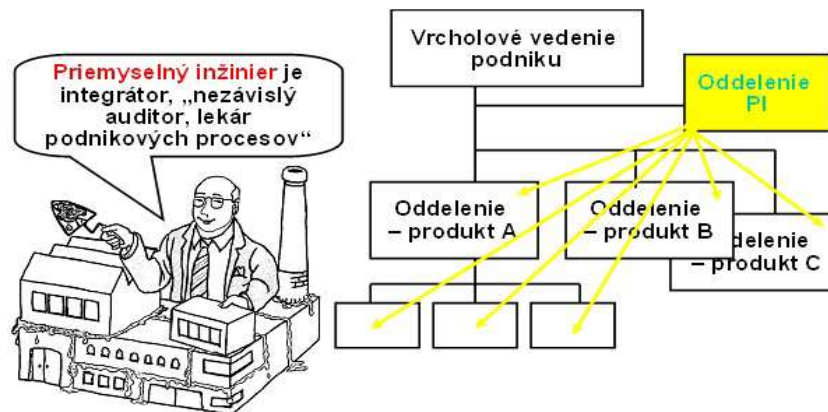 Priemyselný inžinier je
integrátor, „nezávislý
auditor, lekár
podnikových procesov“
Vrcholové vedenie
podniku
Oddelenie
PI
Oddelenie
– produkt A
Oddelenie
– produkt B
ddelenie
– produkt C